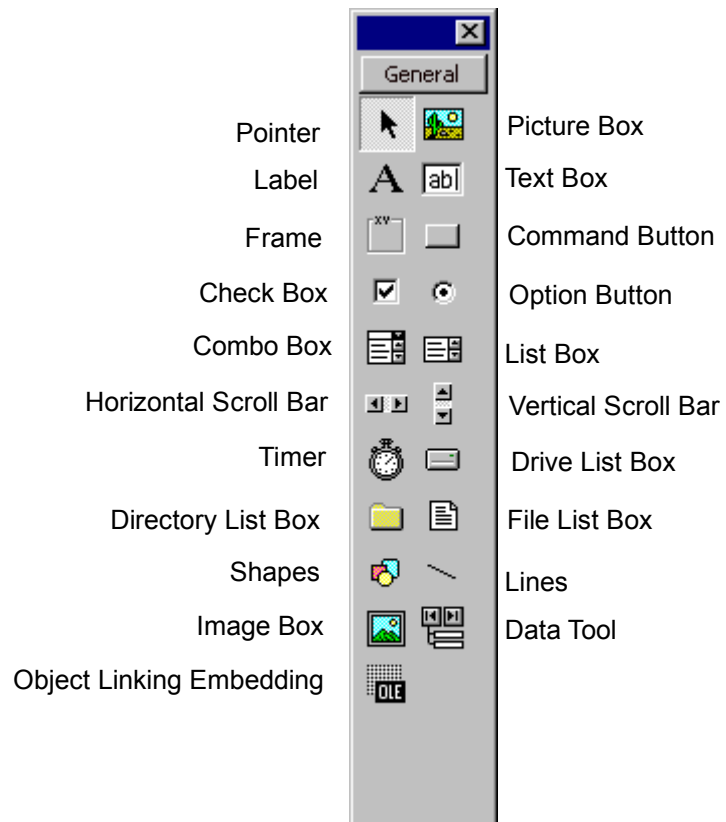 General
Pointer
Picture Box
Label
A
ab
Text Box
Frame
XY
Command Button
Check Box
Option Button
Combo Box
List Box
Horizontal Scroll Bar
Vertical Scroll Bar
Timer
Drive List Box
Directory List Box
File List Box
Shapes
Lines
Image Box
Data Tool
Object Linking Embedding
OLE